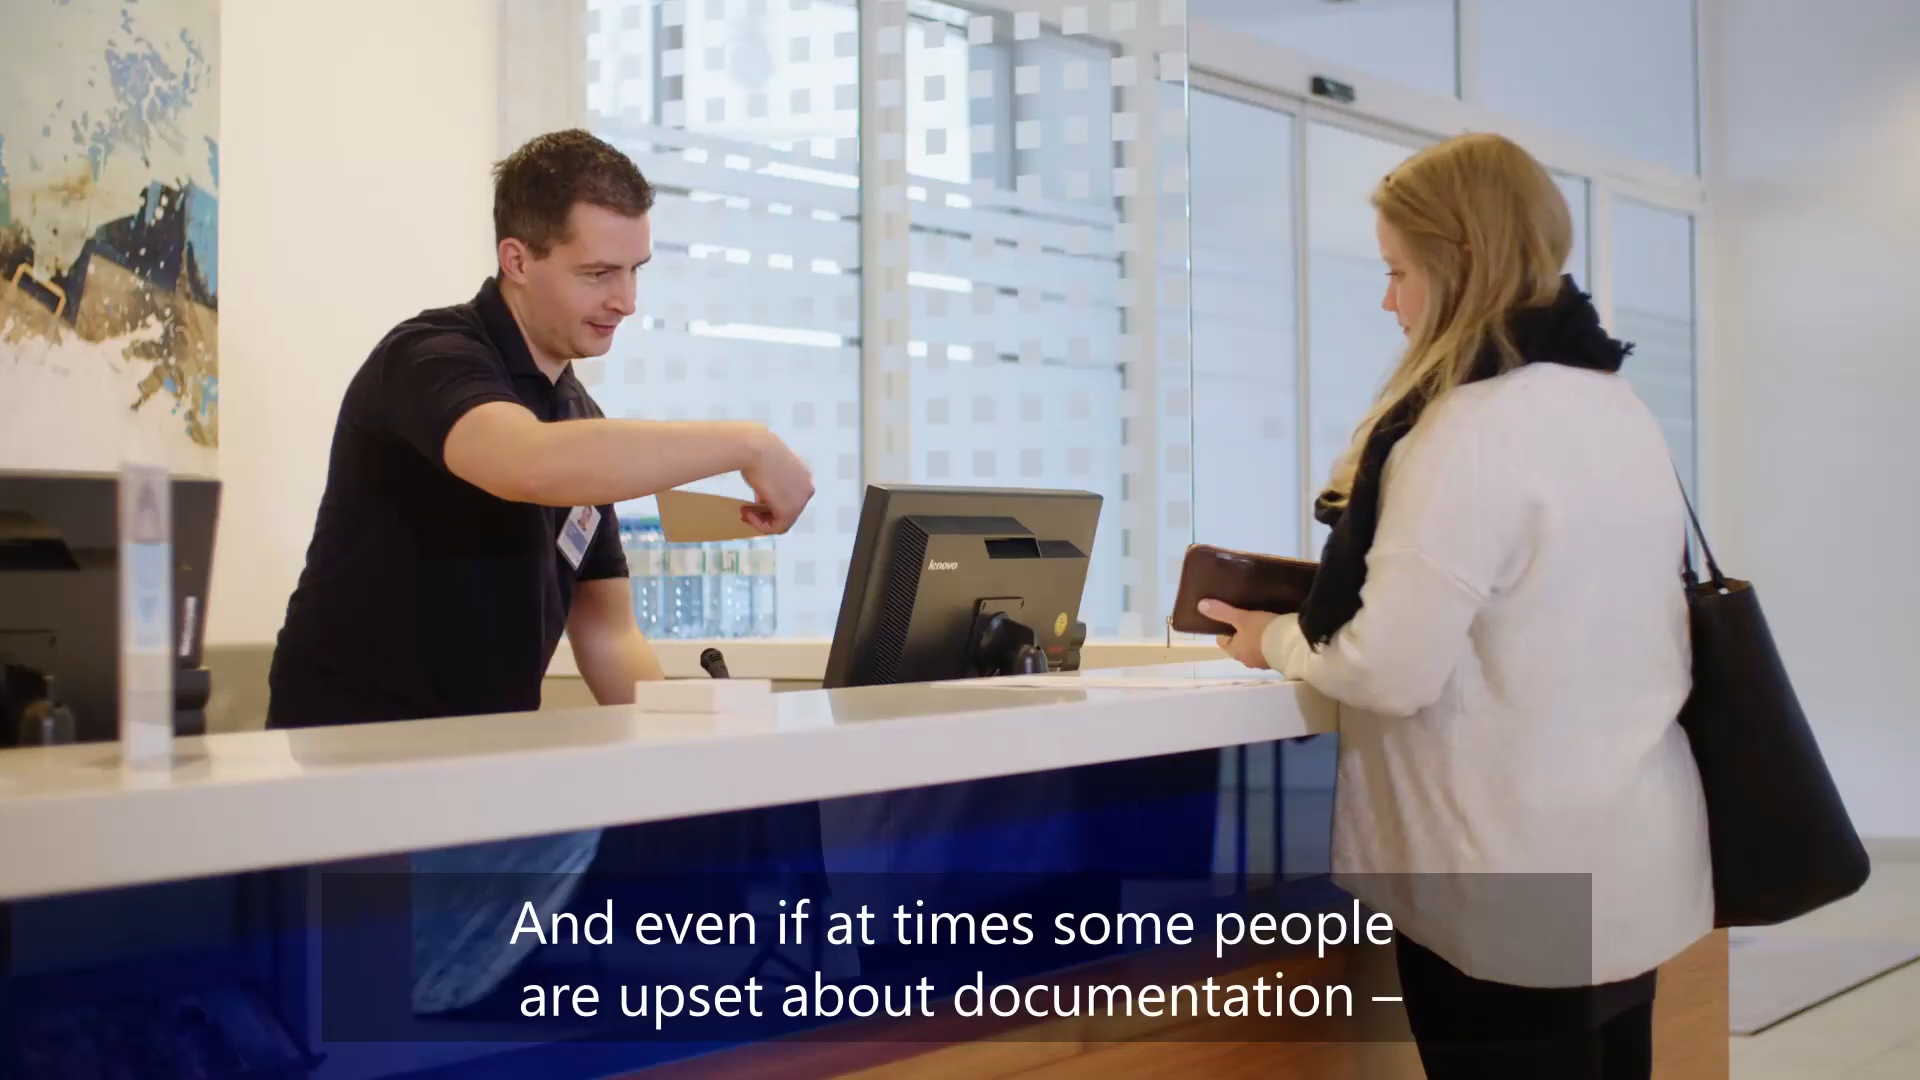 lenovo
And even if at times some people
are upset about documentation –